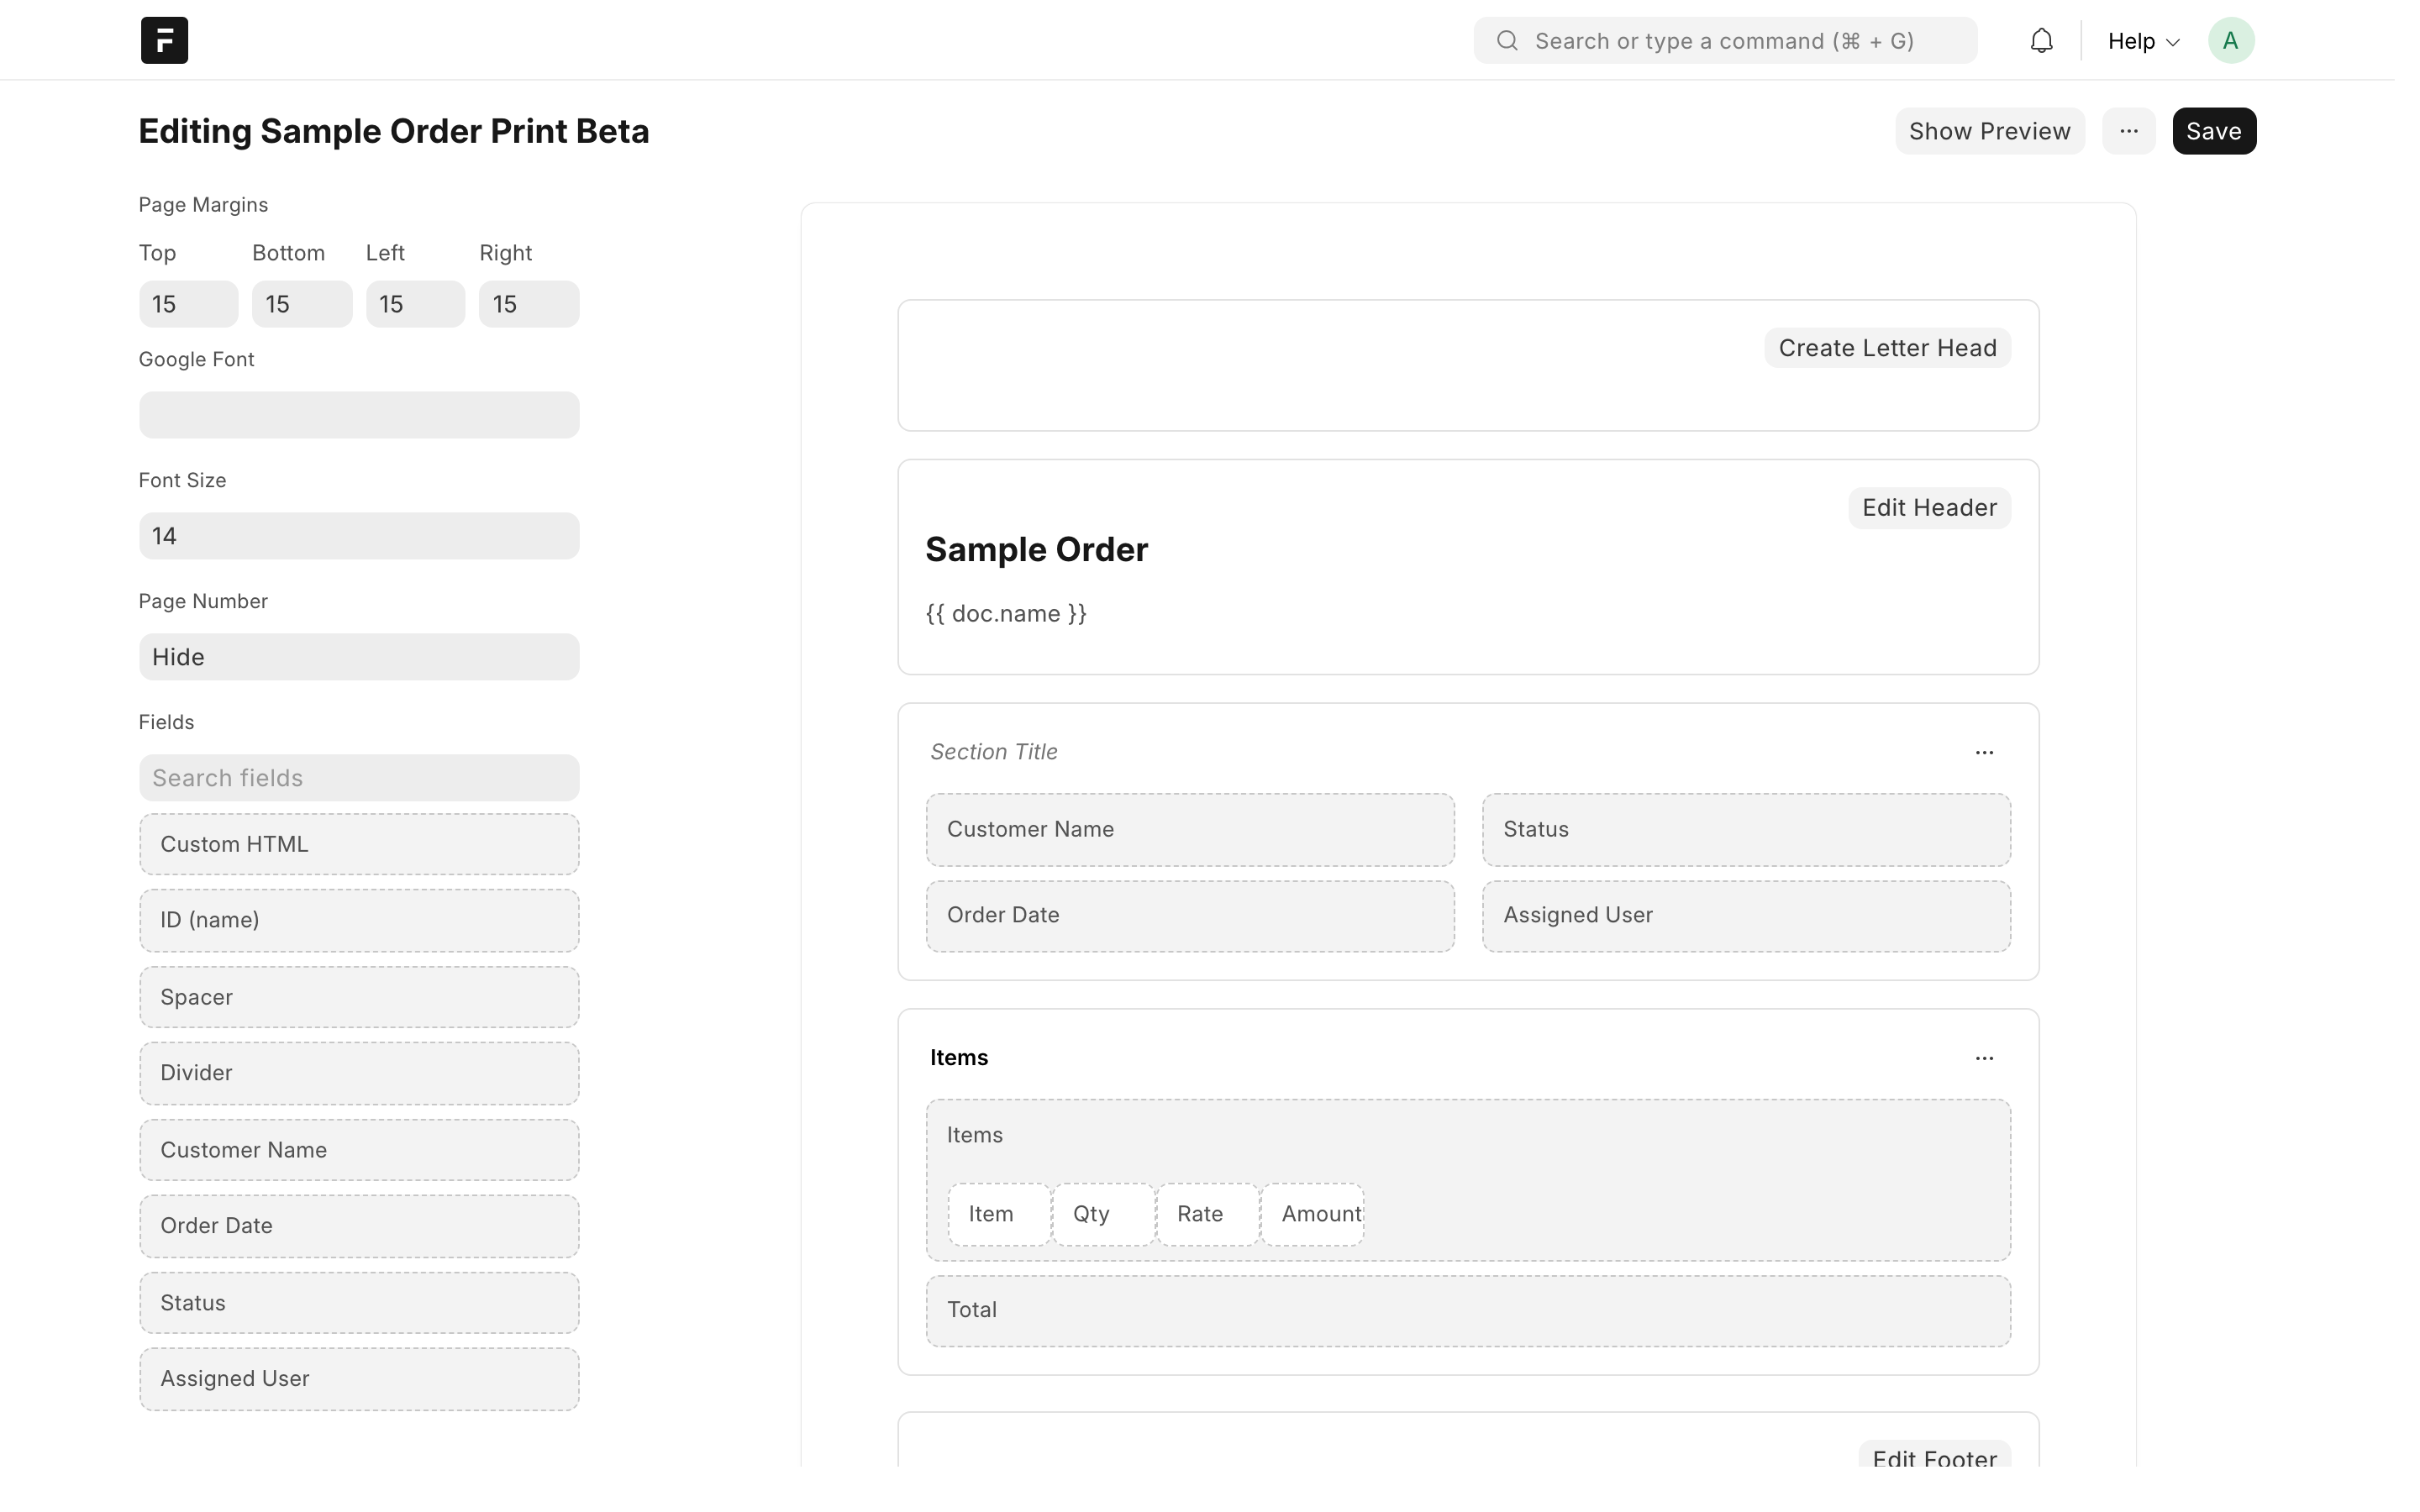 F
Search or type a command (⌘ + G)
Help
A
Editing Sample Order Print Beta
Show Preview
···
Save
Page Margins
Top Bottom Left Right
15 15 15 15
Google Font
Font Size
14
Page Number
Hide
Fields
Search fields
Custom HTML
ID (name)
Spacer
Divider
Customer Name
Order Date
Status
Assigned User
Create Letter Head
Edit Header
Sample Order
{{ doc.name }}
Section Title
···
Customer Name Status
Order Date Assigned User
Items
···
Items
Item Qty Rate Amount
Total
Edit Footer